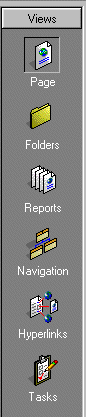 Views
Page
Folders
Reports
Navigation
Hyperlinks
Tasks